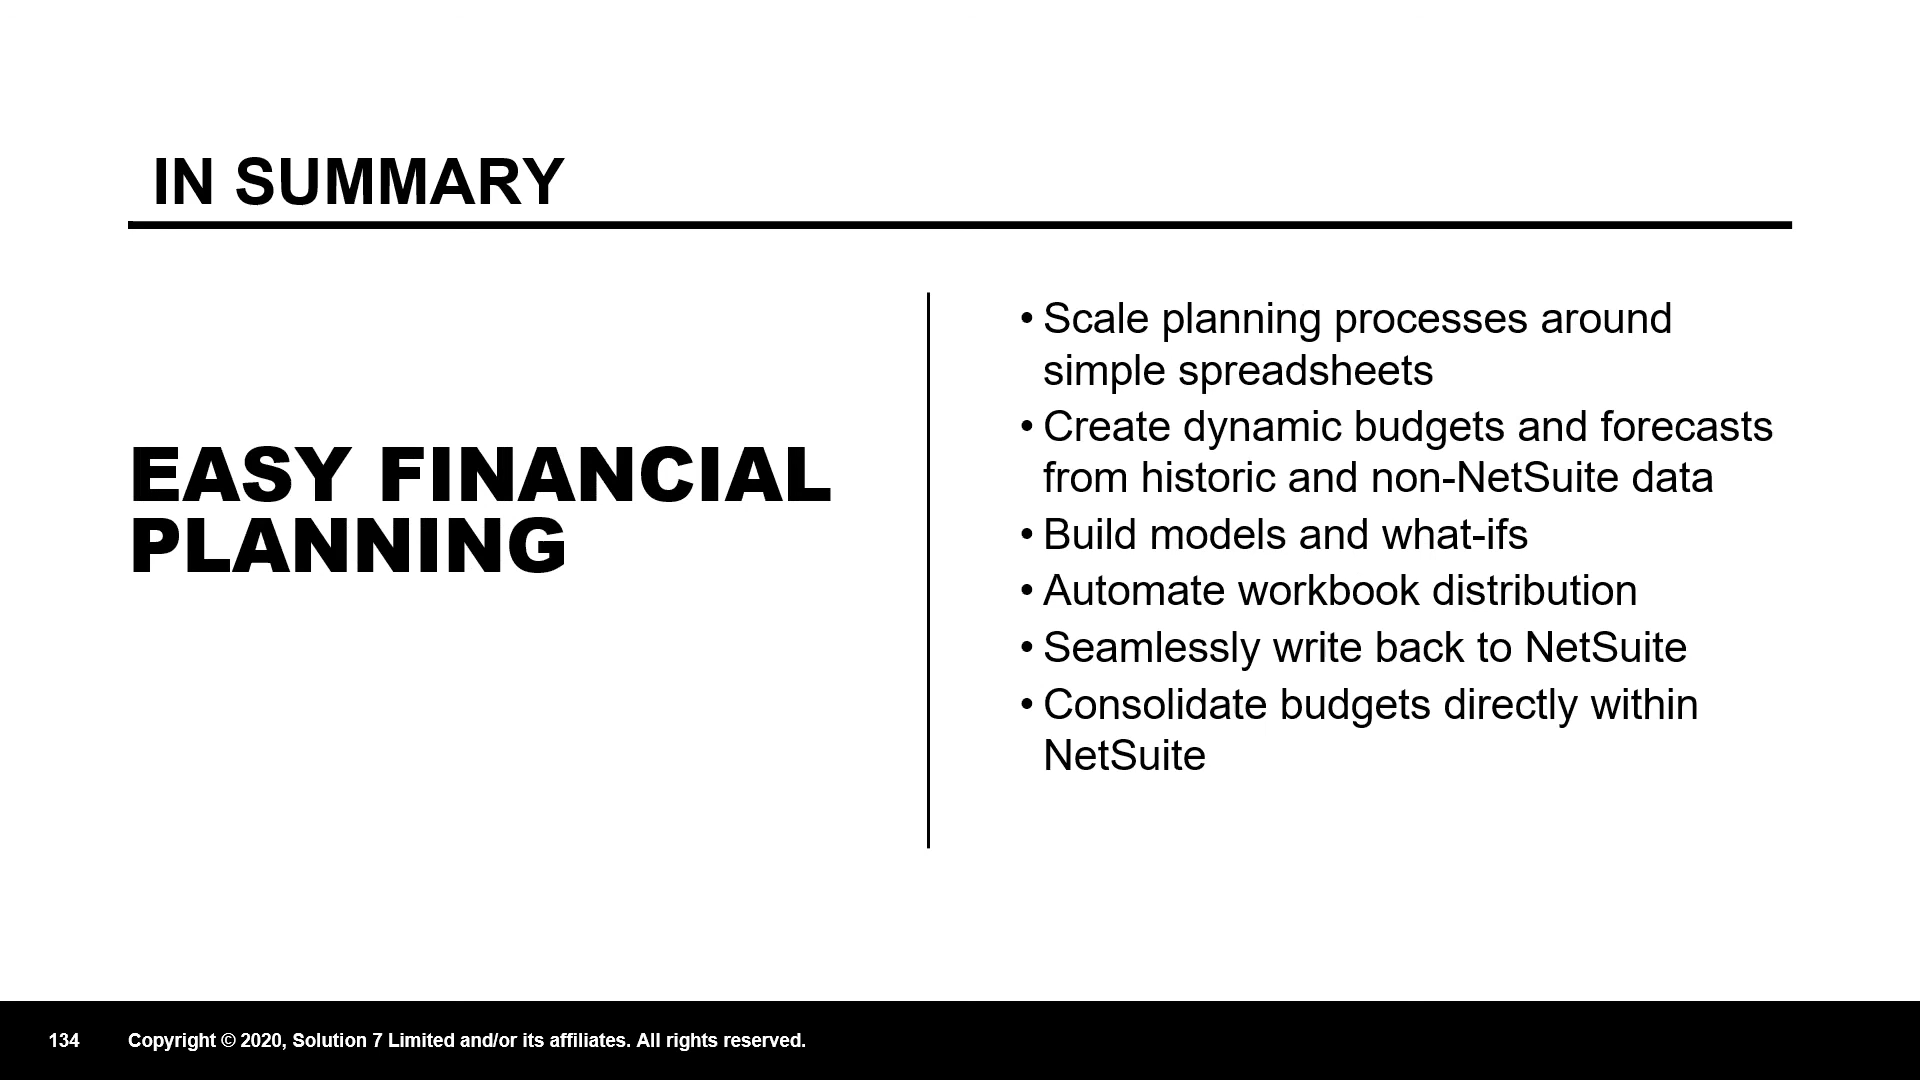 IN SUMMARY
EASY FINANCIAL
PLANNING
• Scale planning processes around
simple spreadsheets
• Create dynamic budgets and forecasts
from historic and non-NetSuite data
• Build models and what-ifs
• Automate workbook distribution
• Seamlessly write back to NetSuite
• Consolidate budgets directly within
NetSuite
134 Copyright © 2020, Solution 7 Limited and/or its affiliates. All rights reserved.